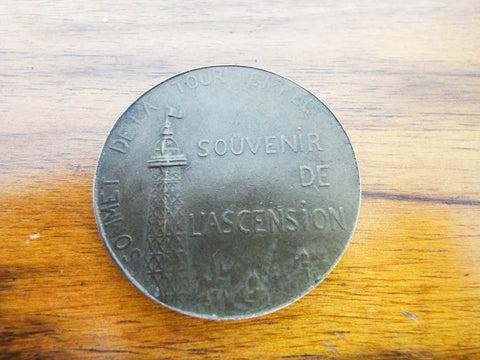 SOMMET DE LA TOUR EIFFEL
SOUVENIR
DE
L'ASCENSION